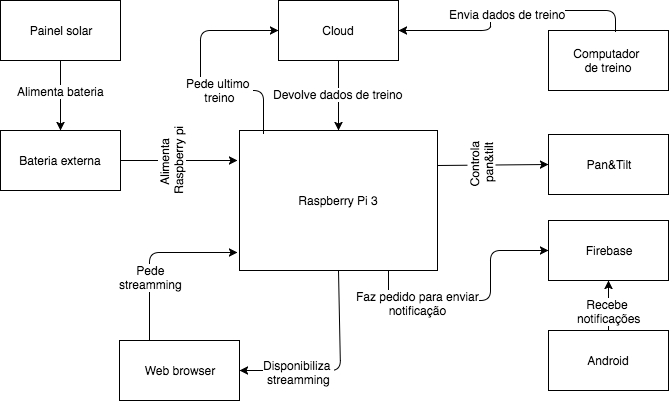 Painel solar
Cloud
Envia dados de treino
Computador
de treino
Alimenta bateria
Pede ultimo
treino
Devolve dados de treino
Bateria externa
Alimenta
Raspberry pi
Raspberry Pi 3
Controla
pan&tilt
Pan&Tilt
Pede
streamming
Faz pedido para enviar
notificação
Firebase
Recebe
notificações
Web browser
Disponibiliza
streamming
Android